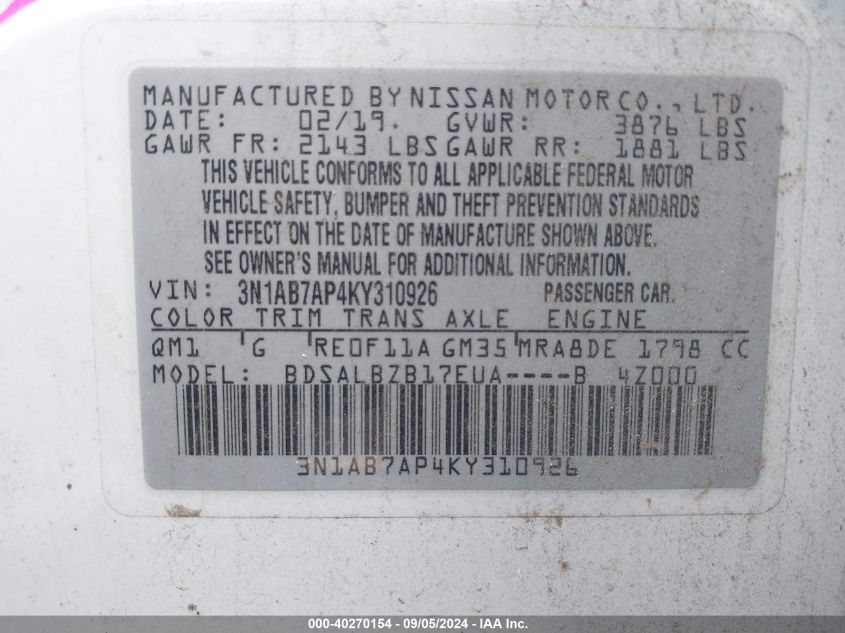 MANUFACTURED BY NISSAN MOTOR CO., LTD.
DATE: 02/19. GVWR: 3876 LBS
GAWR FR: 2143 LBS GAWR RR: 1881 LBS
THIS VEHICLE CONFORMS TO ALL APPLICABLE FEDERAL MOTOR
VEHICLE SAFETY, BUMPER AND THEFT PREVENTION STANDARDS
IN EFFECT ON THE DATE OF MANUFACTURE SHOWN ABOVE.
SEE OWNER'S MANUAL FOR ADDITIONAL INFORMATION.
VIN: 3N1AB7AP4KY310926 PASSENGER CAR.
COLOR TRIM TRANS AXLE ENGINE
QM1 G RE0F11A GM35 MRA8DE 1798 CC
MODEL: BDSALBZB17EUA----B 4Z000
3N1AB7AP4KY310926
000-40270154 - 09/05/2024 - IAA, Inc.